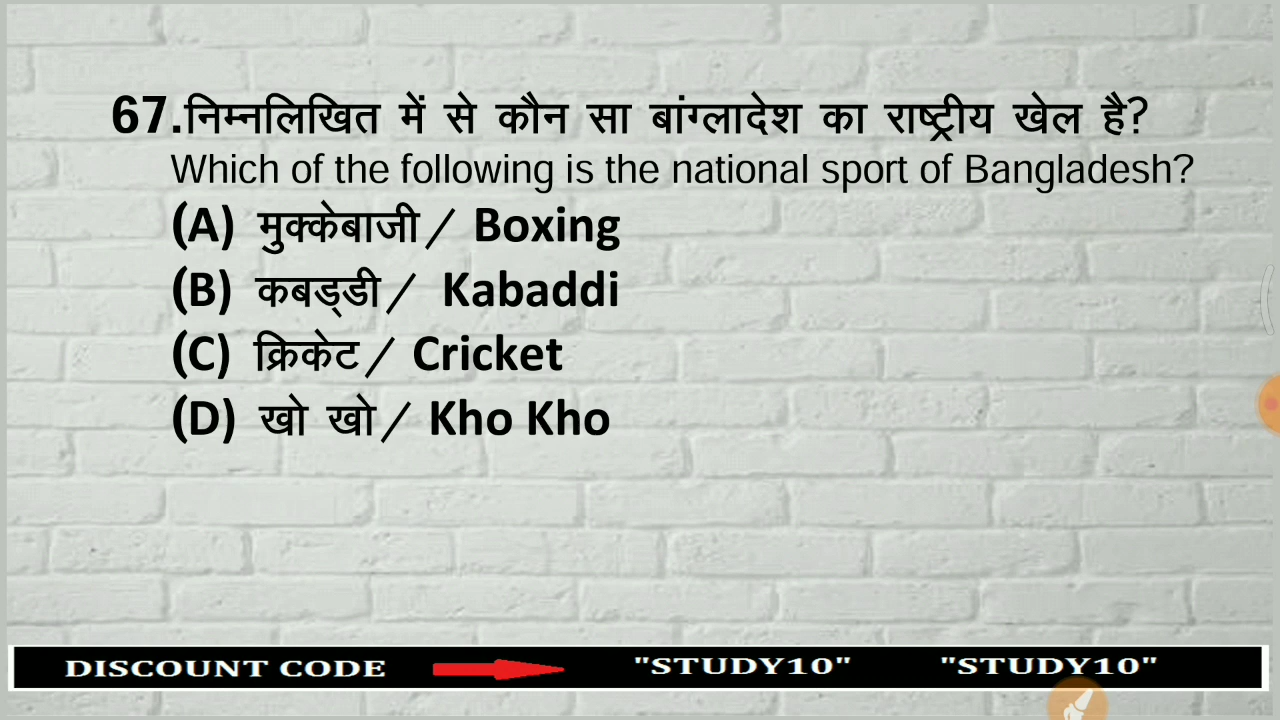 67.निम्नलिखित में से कौन सा बांग्लादेश का राष्ट्रीय खेल है?
Which of the following is the national sport of Bangladesh?
(A) मुक्केबाजी/ Boxing
(B) कबड्डी/ Kabaddi
(C) क्रिकेट/ Cricket
(D) खो खो/ Kho Kho
DISCOUNT CODE "STUDY10" "STUDY10"